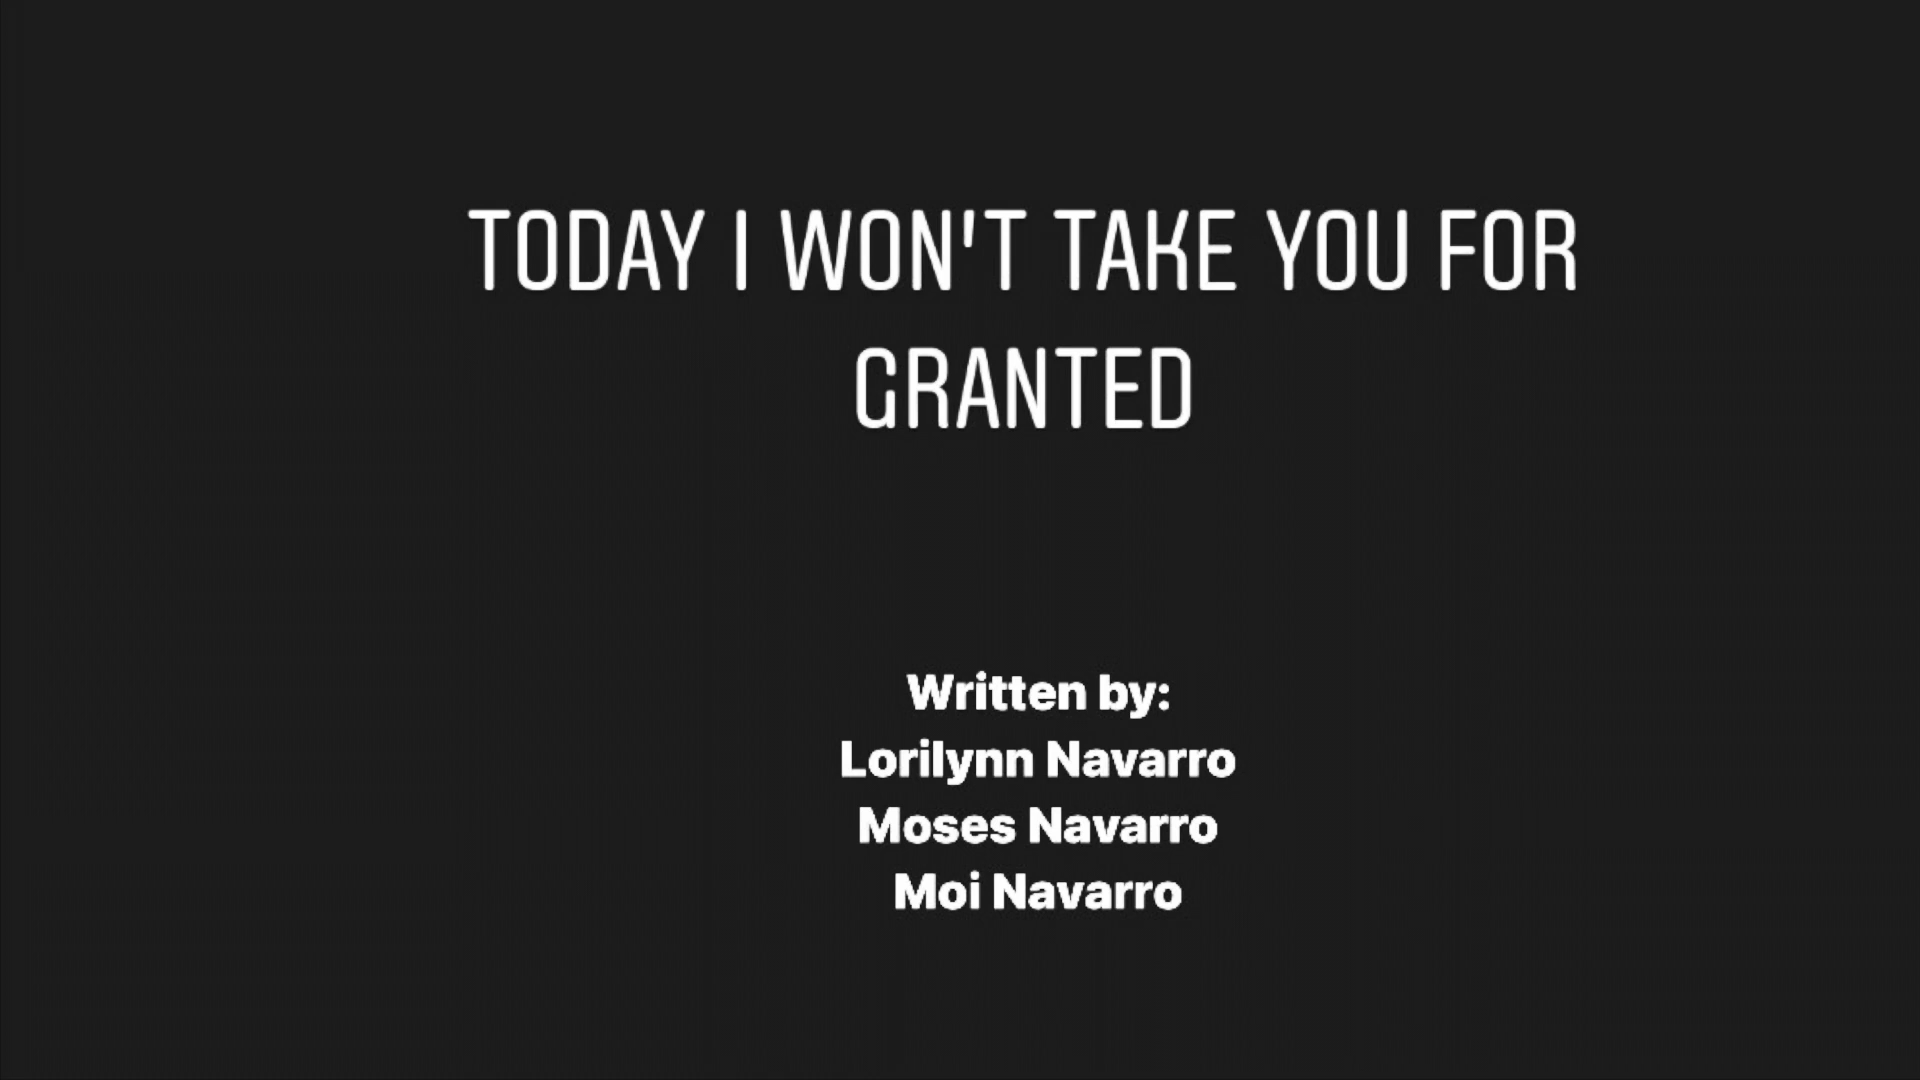 TODAY I WON'T TAKE YOU FOR
GRANTED
Written by:
Lorilynn Navarro
Moses Navarro
Moi Navarro